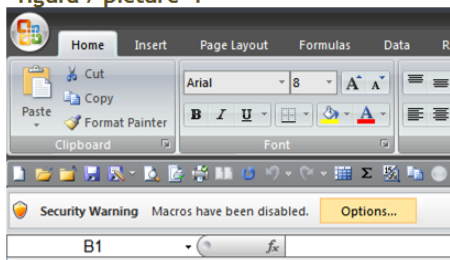 Home Insert Page Layout Formulas Data R
Cut
Arial 8 A A
Copy
Paste
Format Painter
B I U A
Clipboard Font
Σ
Security Warning Macros have been disabled. Options...
B1 fx